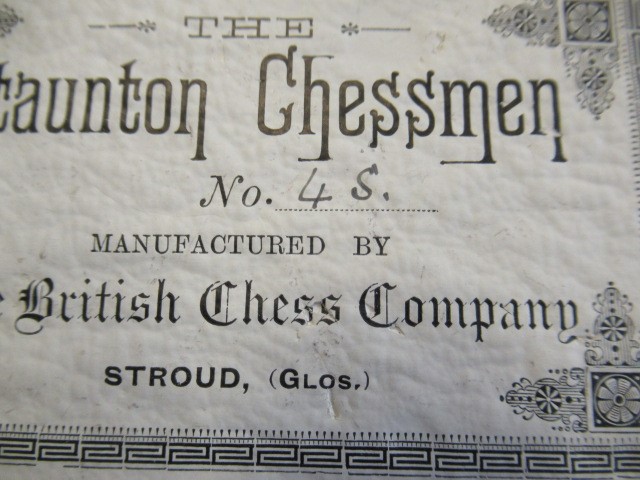 THE
taunton Chessmen
No. 4 S.
MANUFACTURED BY
e British Chess Company
STROUD, (GLOS.)